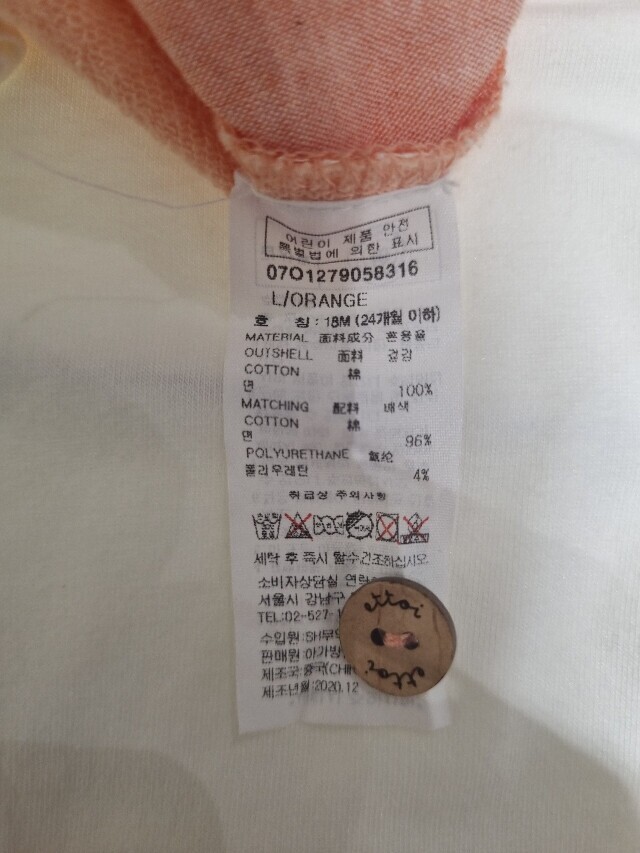 어린이 제품 안전
특별법에 의한 표시
07O1279058316
L/ORANGE
호 칭 : 18M (24개월 이하)
MATERIAL 面料成分 혼용율
OUTSHELL 面料 겉감
COTTON 棉
면 100%
MATCHING 配料 배색
COTTON 棉
면 96%
POLYURETHANE 氨纶
폴리우레탄 4%
취급상 주의사항
세탁 후 즉시 탈수건조하십시오
소비자상담실 연락
서울시 강남구
TEL:02-527-1
수입원:SH무
판매원:아가방
제조국:중국(CHI
제조년월:2020.12
ettoi
ettoi